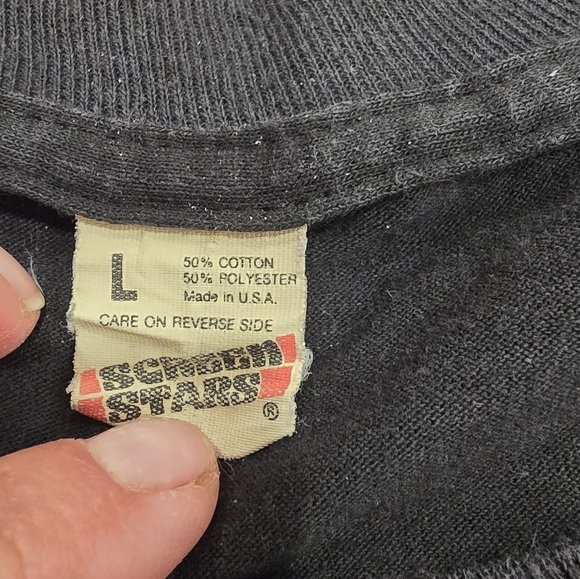 L
50% COTTON
50% POLYESTER
Made in U.S.A.
CARE ON REVERSE SIDE
SCREEN
STARS
®